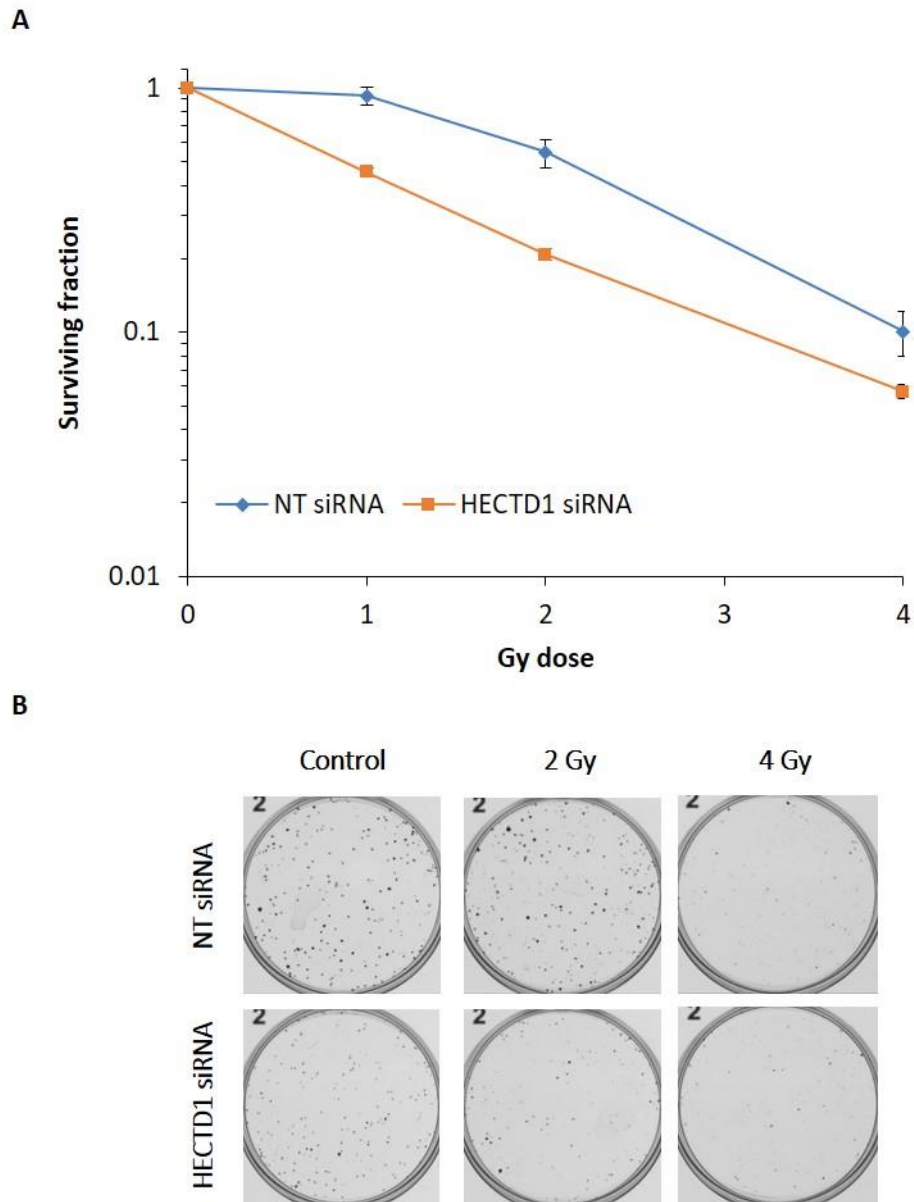 A
1
0.1
0.01
Surviving fraction
NT siRNA HECTD1 siRNA
0 1 2 3 4
Gy dose
B
Control 2 Gy 4 Gy
NT siRNA
2 2 2
HECTD1 siRNA
2 2 2